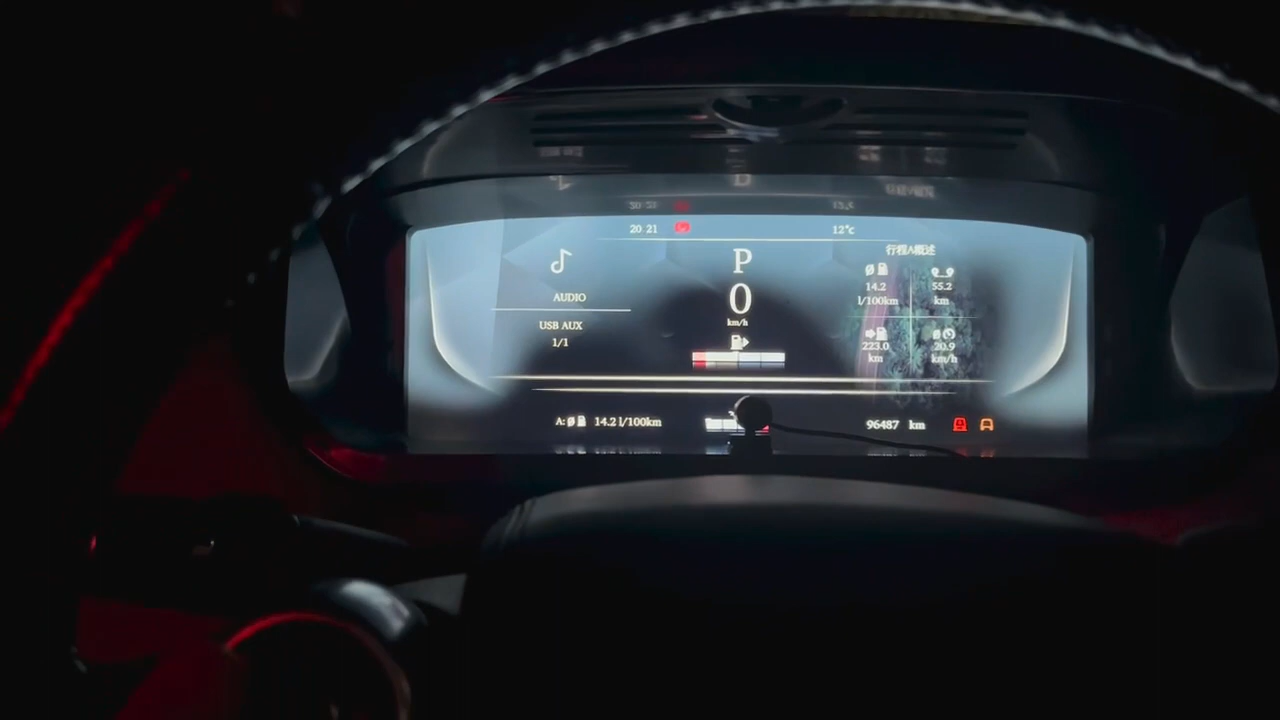 20 21
12°c
AUDIO
USB AUX
1/1
P
0
km/h
行程A概述
14.2
l/100km
55.2
km
223.0
km
20.9
km/h
A: Ø 14.2 l/100km
96487 km